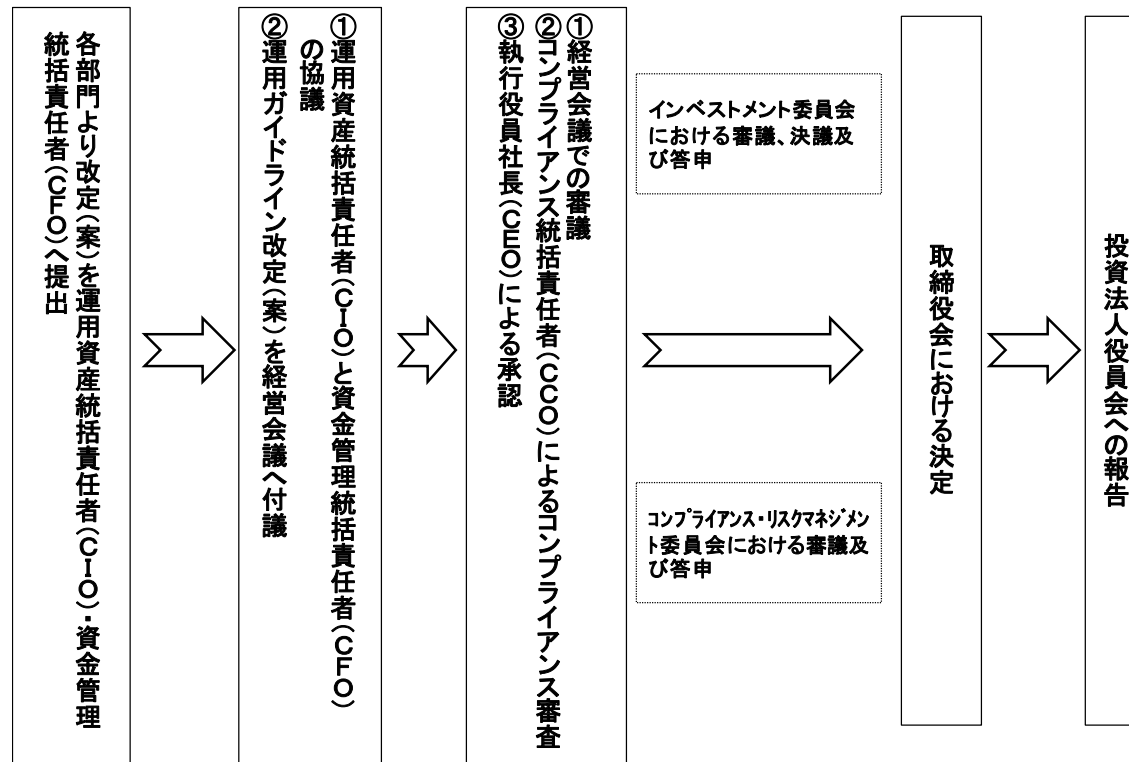 各部門より改定(案)を運用資産統括責任者(CIO)・資金管理
統括責任者(CFO)へ提出
①運用資産統括責任者(CIO)と資金管理統括責任者(CFO)
の協議
②運用ガイドライン改定(案)を経営会議へ付議
①経営会議での審議
②コンプライアンス統括責任者(CCO)によるコンプライアンス審査
③執行役員社長(CEO)による承認
インベストメント委員会
における審議、決議及
び答申
コンプライアンス・リスクマネジメン
ト委員会における審議及
び答申
取締役会における決定
投資法人役員会への報告